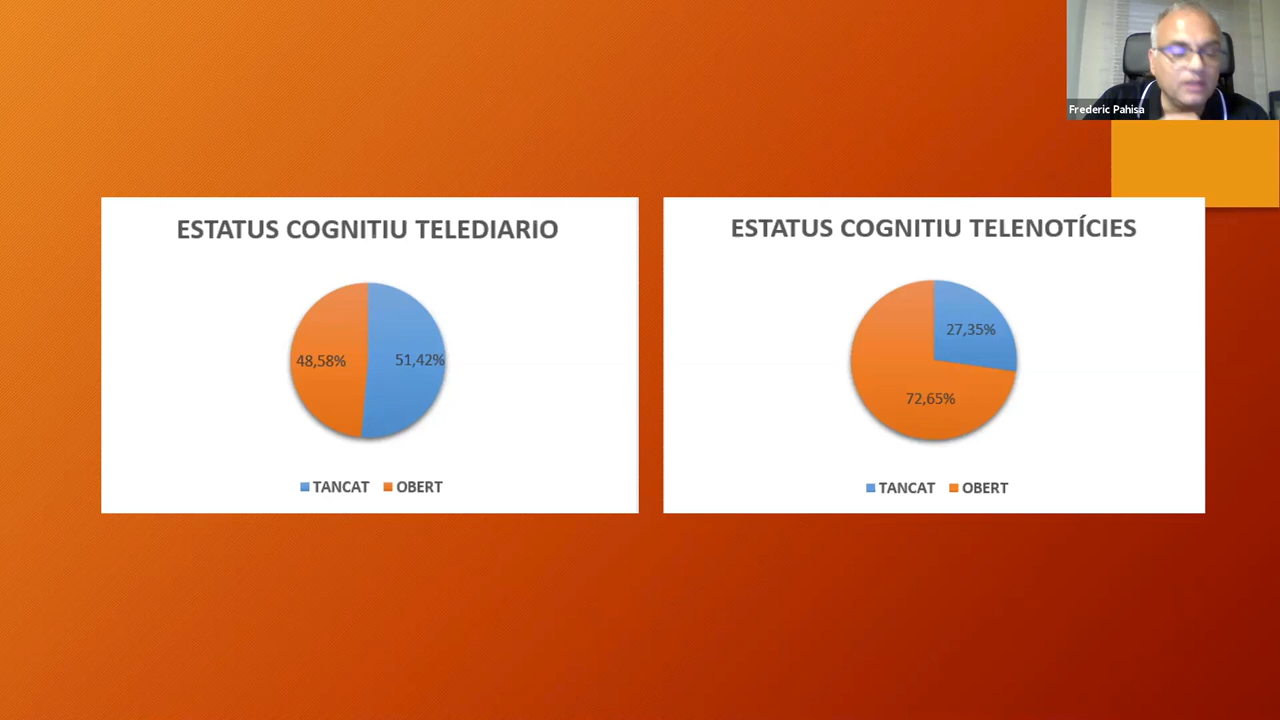 Frederic Pahisa
ESTATUS COGNITIU TELEDIARIO
48,58%
51,42%
TANCAT OBERT
ESTATUS COGNITIU TELENOTÍCIES
27,35%
72,65%
TANCAT OBERT